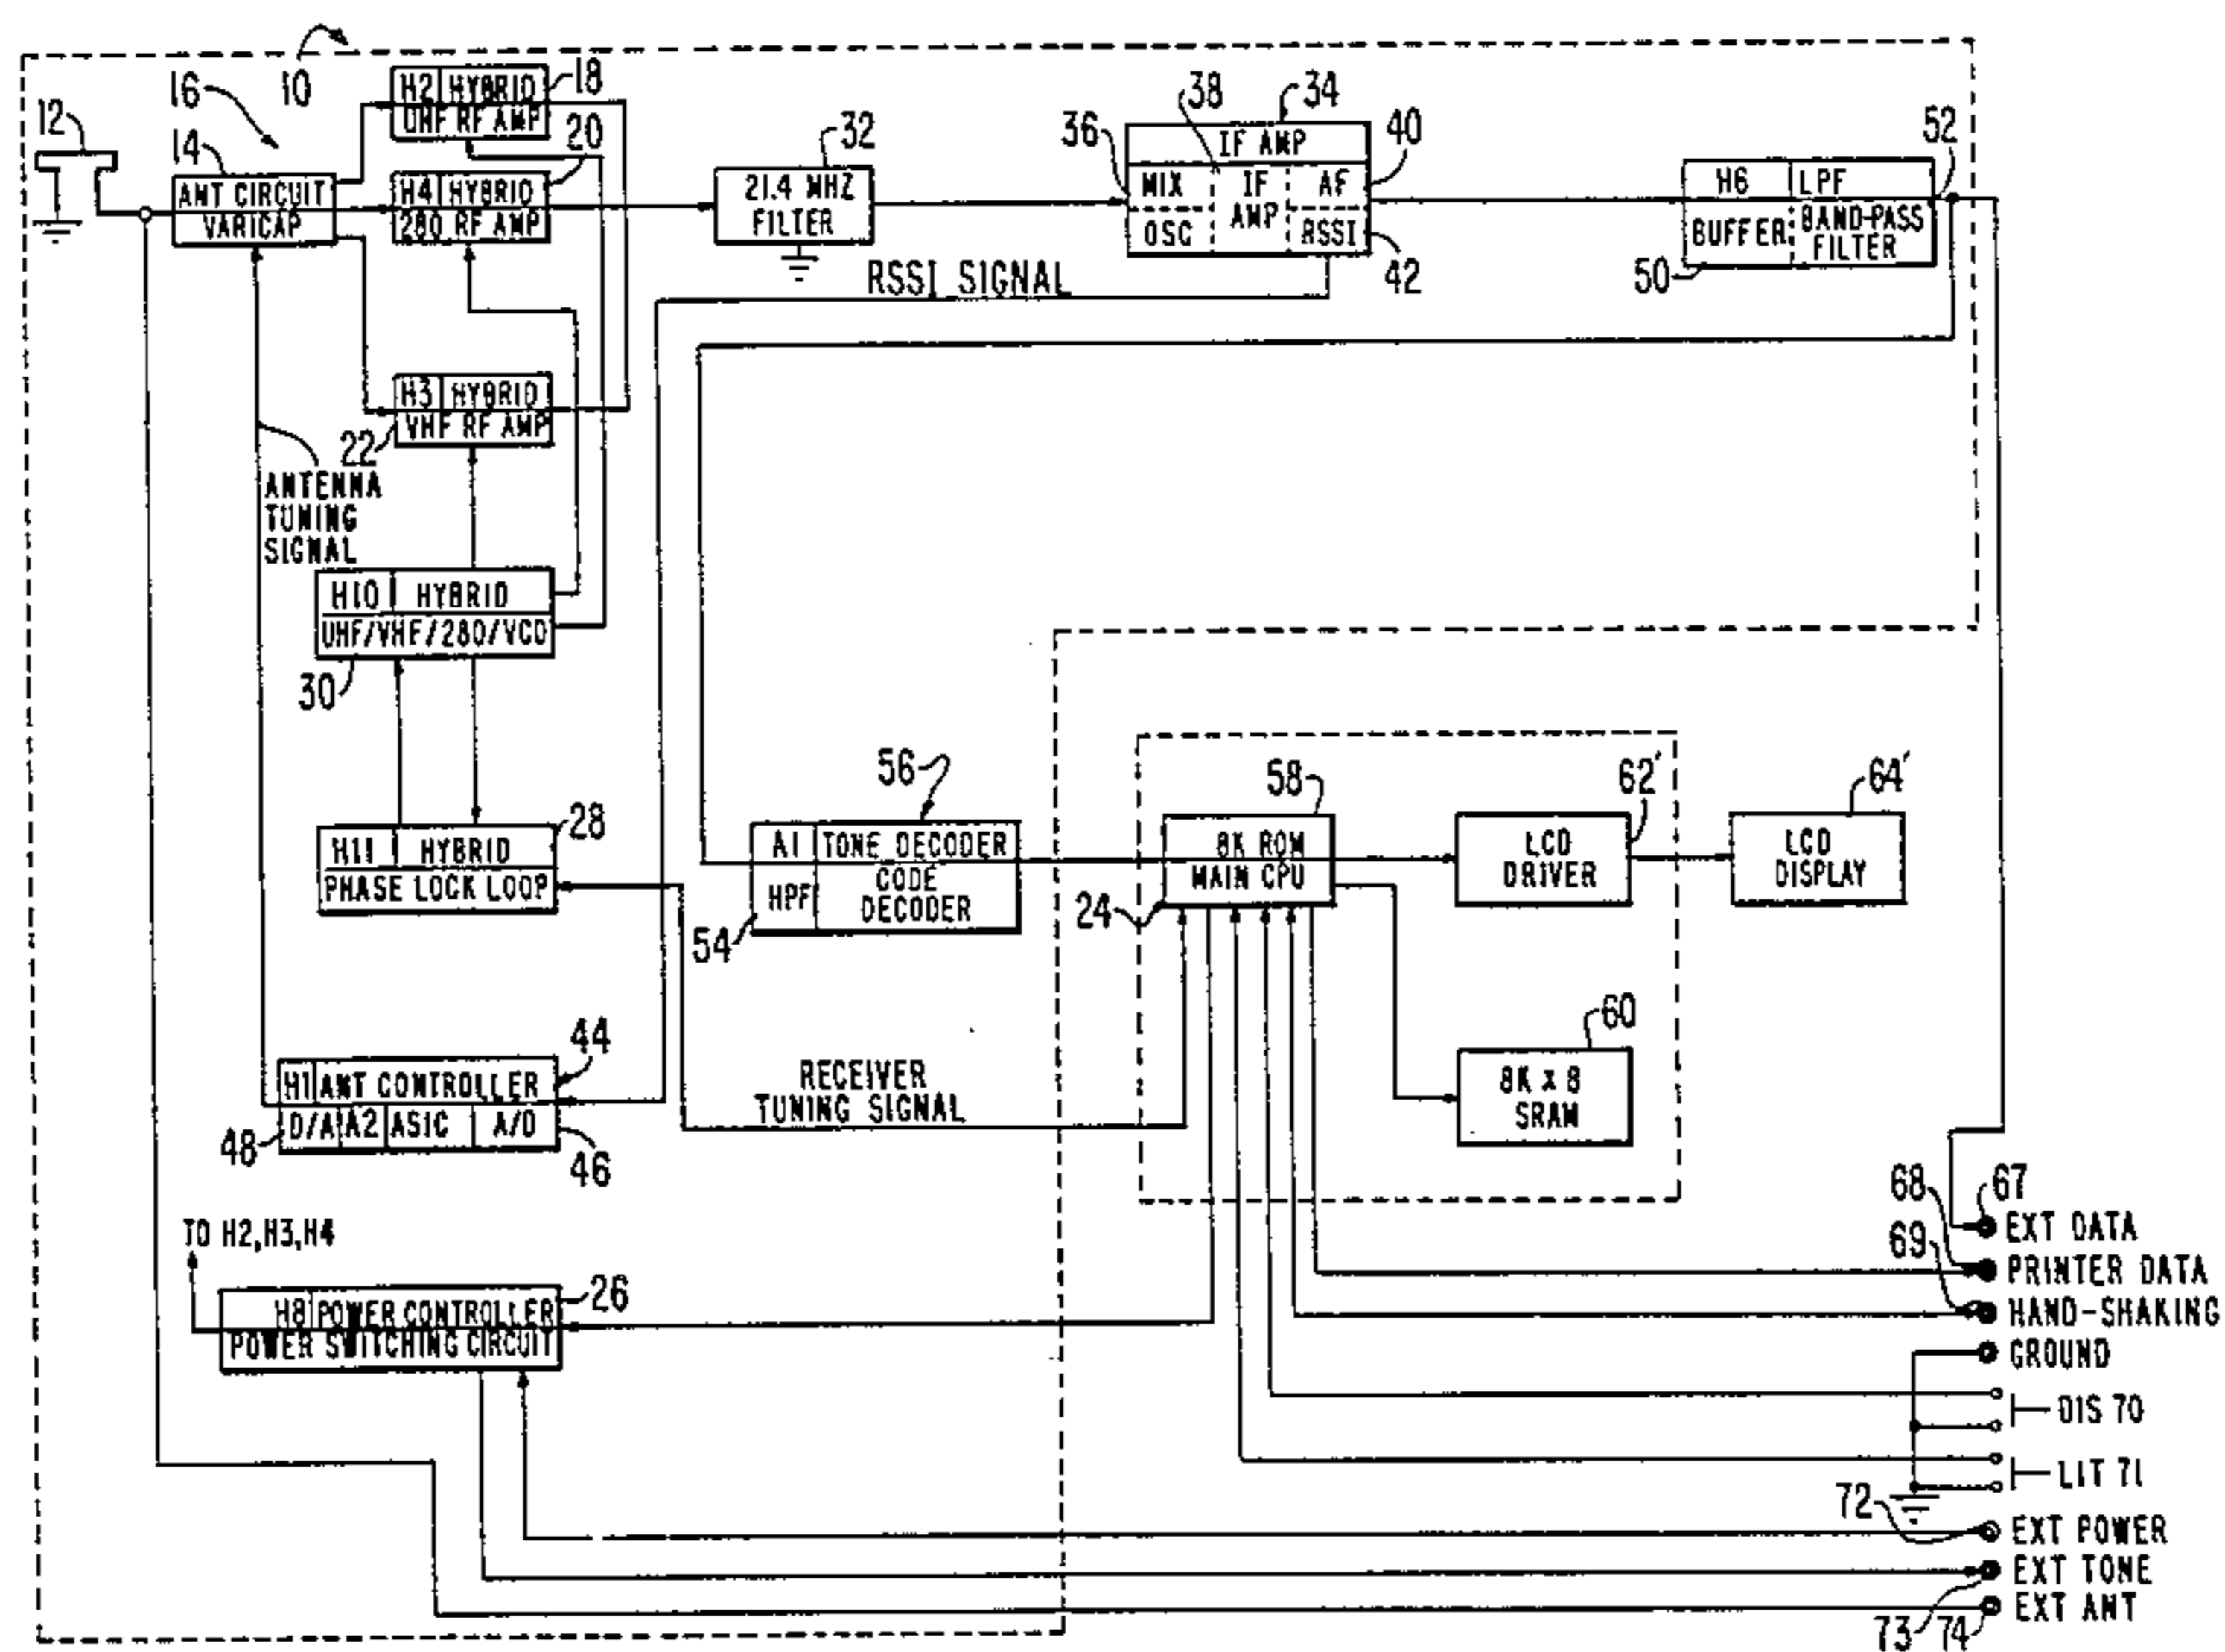 10
16
12
14
ANT CIRCUIT
VARICAP
H2 HYBRID
UHF RF AMP
18
H4 HYBRID
280 RF AMP
20
H3 HYBRID
VHF RF AMP
22
32
21.4 MHZ
FILTER
36
38
34
IF AMP
MIX
OSC
IF
AMP
AF
RSSI
40
42
RSSI SIGNAL
H6 LPF
BUFFER
BAND-PASS
FILTER
50
52
ANTENNA
TUNING
SIGNAL
H10 HYBRID
UHF/VHF/280/VCO
30
H11 HYBRID
PHASE LOCK LOOP
28
56
A1 TONE DECODER
HPF
CODE
DECODER
54
58
8K ROM
MAIN CPU
24
62'
LCD
DRIVER
64'
LCD
DISPLAY
60
8K x 8
SRAM
44
H1 ANT CONTROLLER
D/A A2 ASIC A/D
48
46
RECEIVER
TUNING SIGNAL
TO H2,H3,H4
H8 POWER CONTROLLER
POWER SWITCHING CIRCUIT
26
67
EXT DATA
68
PRINTER DATA
69
HAND-SHAKING
GROUND
DIS 70
LIT 71
72
EXT POWER
EXT TONE
73
EXT ANT
74